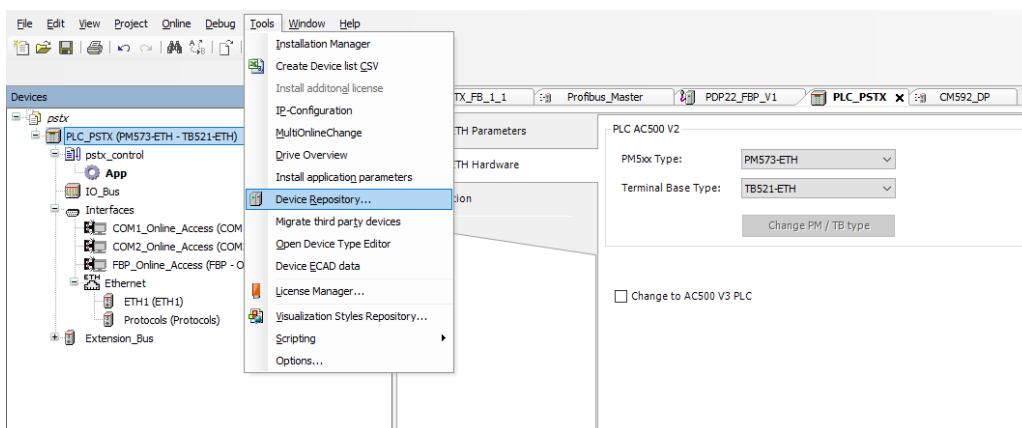 File Edit View Project Online Debug Tools Window Help
Installation Manager
Create Device list CSV
Install additonal license
IP-Configuration
MultiOnlineChange
Drive Overview
Install application parameters
Device Repository...
Migrate third party devices
Open Device Type Editor
Device ECAD data
License Manager...
Visualization Styles Repository...
Scripting
Options...
Devices
pstx
PLC_PSTX (PM573-ETH - TB521-ETH)
pstx_control
App
IO_Bus
Interfaces
COM1_Online_Access (COM
COM2_Online_Access (COM
FBP_Online_Access (FBP - O
ETH
Ethernet
ETH1 (ETH1)
Protocols (Protocols)
Extension_Bus
TX_FB_1_1 Profibus_Master PDP22_FBP_V1 PLC_PSTX CM592_DP
TH Parameters
TH Hardware
ion
PLC AC500 V2
PM5xx Type: PM573-ETH
Terminal Base Type: TB521-ETH
Change PM / TB type
Change to AC500 V3 PLC